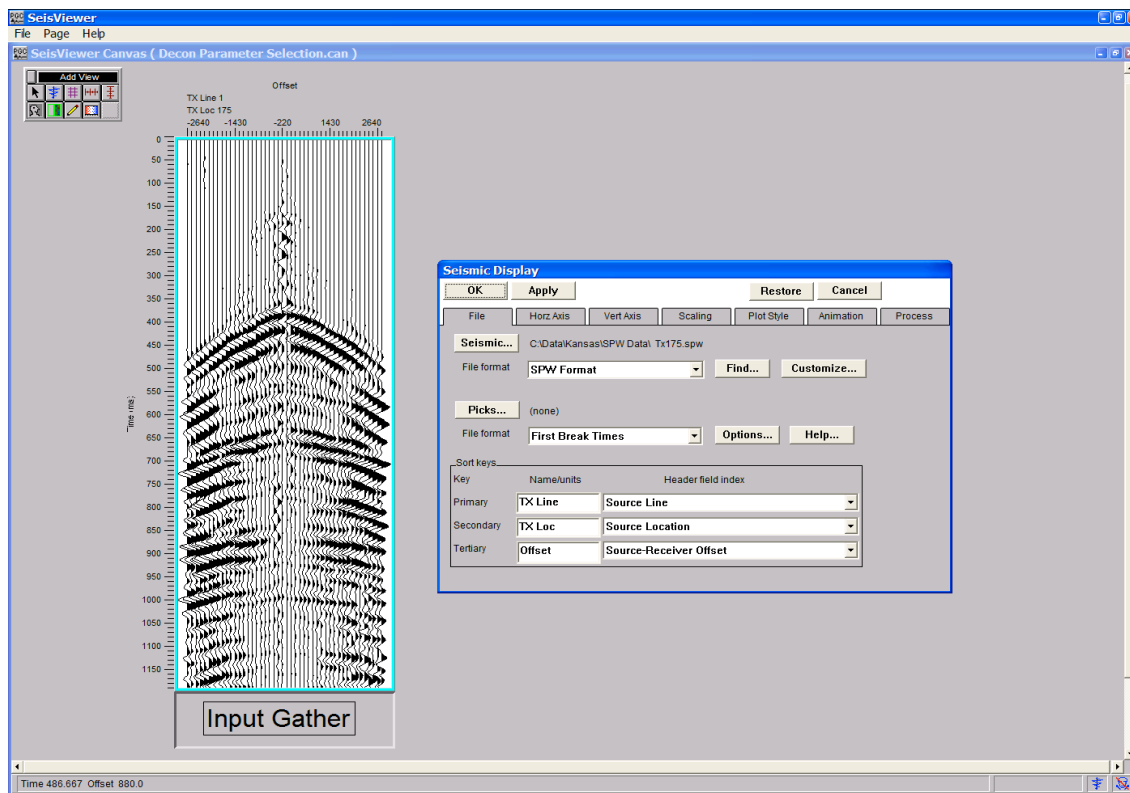 SeisViewer
File Page Help
SeisViewer Canvas ( Decon Parameter Selection.can )
Add View
Offset
TX Line 1
TX Loc 175
-2640 -1430 -220 1430 2640
0
50
100
150
200
250
300
350
400
450
500
550
600
650
700
750
800
850
900
950
1000
1050
1100
1150
Input Gather
Seismic Display
OK Apply Restore Cancel
File Horz Axis Vert Axis Scaling Plot Style Animation Process
Seismic... C:\Data\Kansas\SPW Data\ Tx175.spw
File format SPW Format Find... Customize...
Picks... (none)
File format First Break Times Options... Help...
Sort keys
Key Name/units Header field index
Primary TX Line Source Line
Secondary TX Loc Source Location
Tertiary Offset Source-Receiver Offset
Time 486.667 Offset 880.0